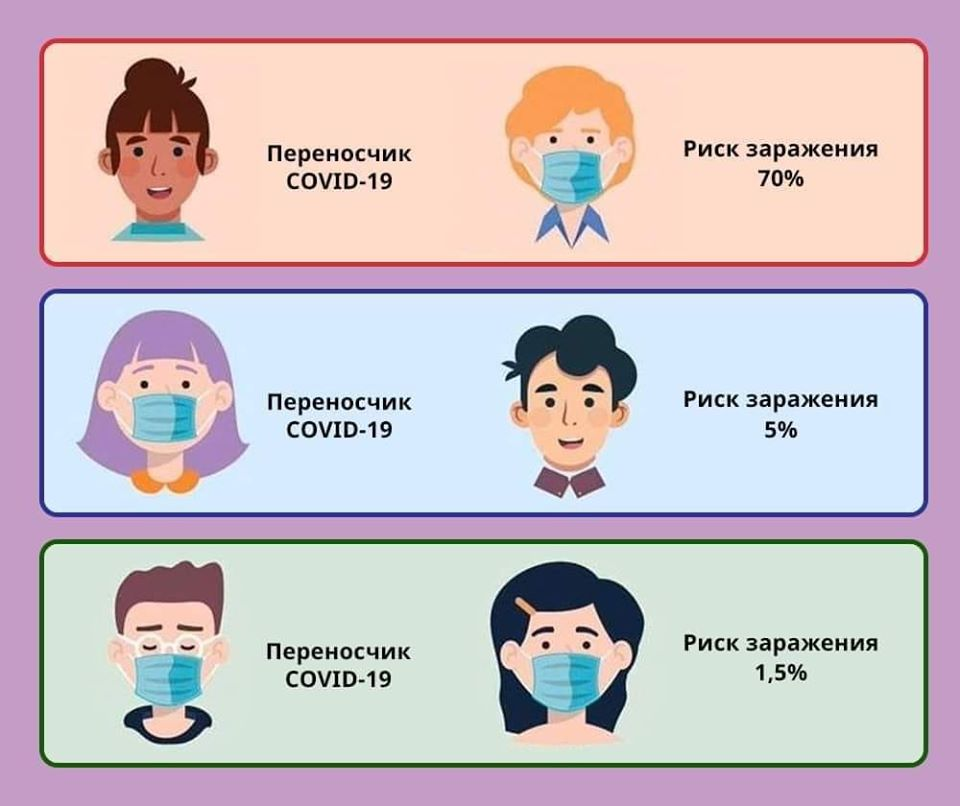 Переносчик
COVID-19
Риск заражения
70%
Переносчик
COVID-19
Риск заражения
5%
Переносчик
COVID-19
Риск заражения
1,5%